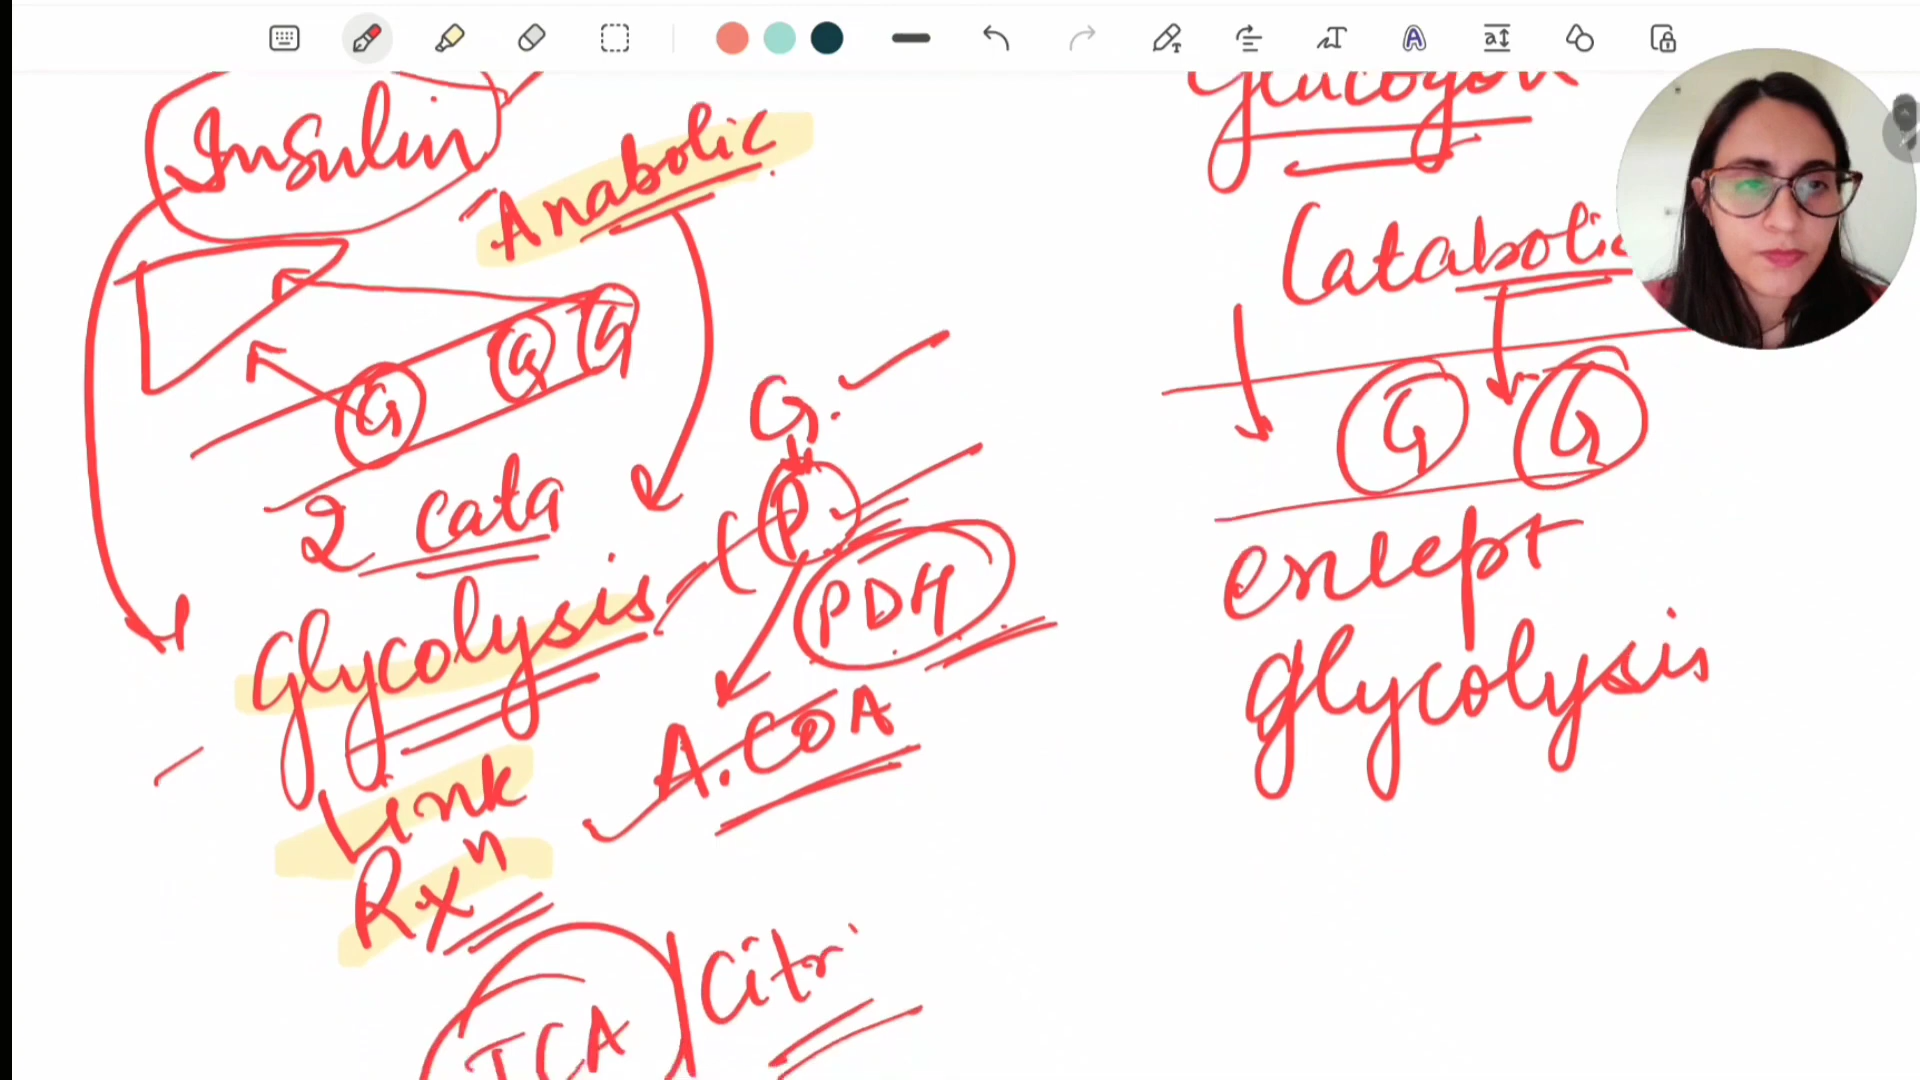 Insulin
Anabolic
G G G
2 cata
Glycolysis
Link
Rxn
TCA
Citr
G.
P
PDH
A.COA
Glucagon
Catabolic
G G
except
glycolysis